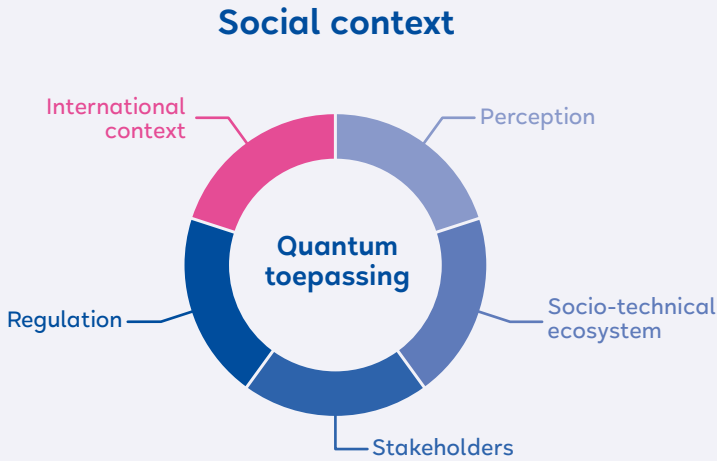 Social context
International
context
Perception
Quantum
toepassing
Regulation
Socio-technical
ecosystem
Stakeholders